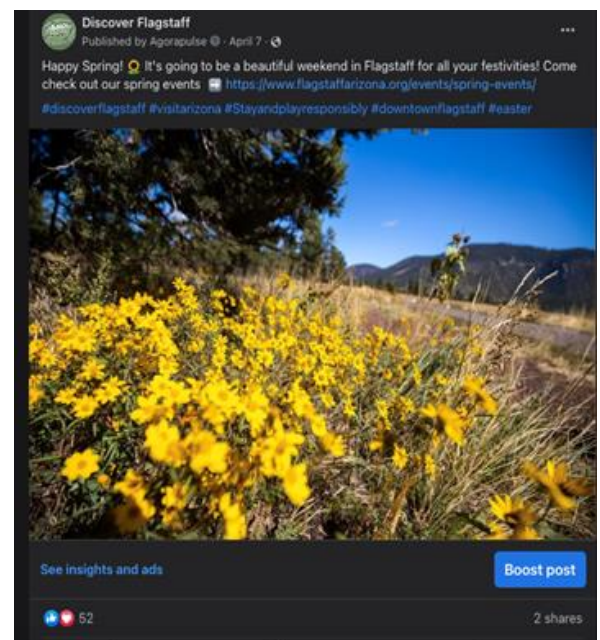 Discover Flagstaff
Published by Agorapulse · April 7 ·
Happy Spring! It's going to be a beautiful weekend in Flagstaff for all your festivities! Come
check out our spring events ➡ https://www.flagstaffarizona.org/events/spring-events/
#discoverflagstaff #visitarizona #Stayandplayresponsibly #downtownflagstaff #easter
See insights and ads
Boost post
52
2 shares